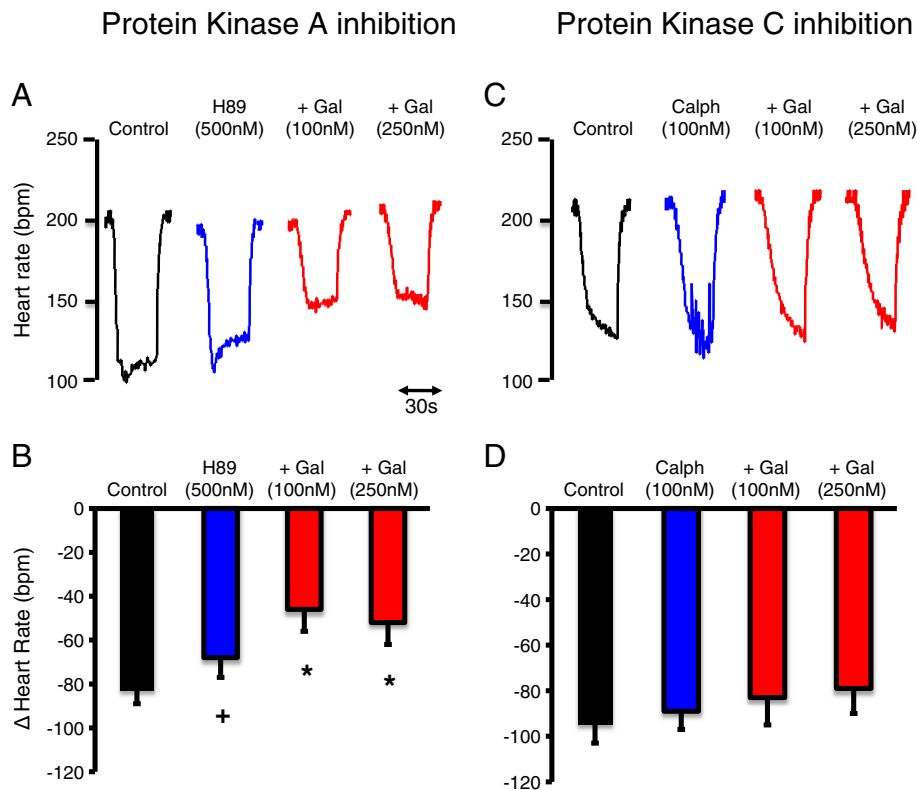 Protein Kinase A inhibition
Protein Kinase C inhibition
A
Control
H89
(500nM)
+ Gal
(100nM)
+ Gal
(250nM)
250
200
150
100
Heart rate (bpm)
30s
C
Control
Calph
(100nM)
+ Gal
(100nM)
+ Gal
(250nM)
250
200
150
100
B
Control
H89
(500nM)
+ Gal
(100nM)
+ Gal
(250nM)
0
-20
-40
-60
-80
-100
-120
Δ Heart Rate (bpm)
+
*
*
D
Control
Calph
(100nM)
+ Gal
(100nM)
+ Gal
(250nM)
0
-20
-40
-60
-80
-100
-120